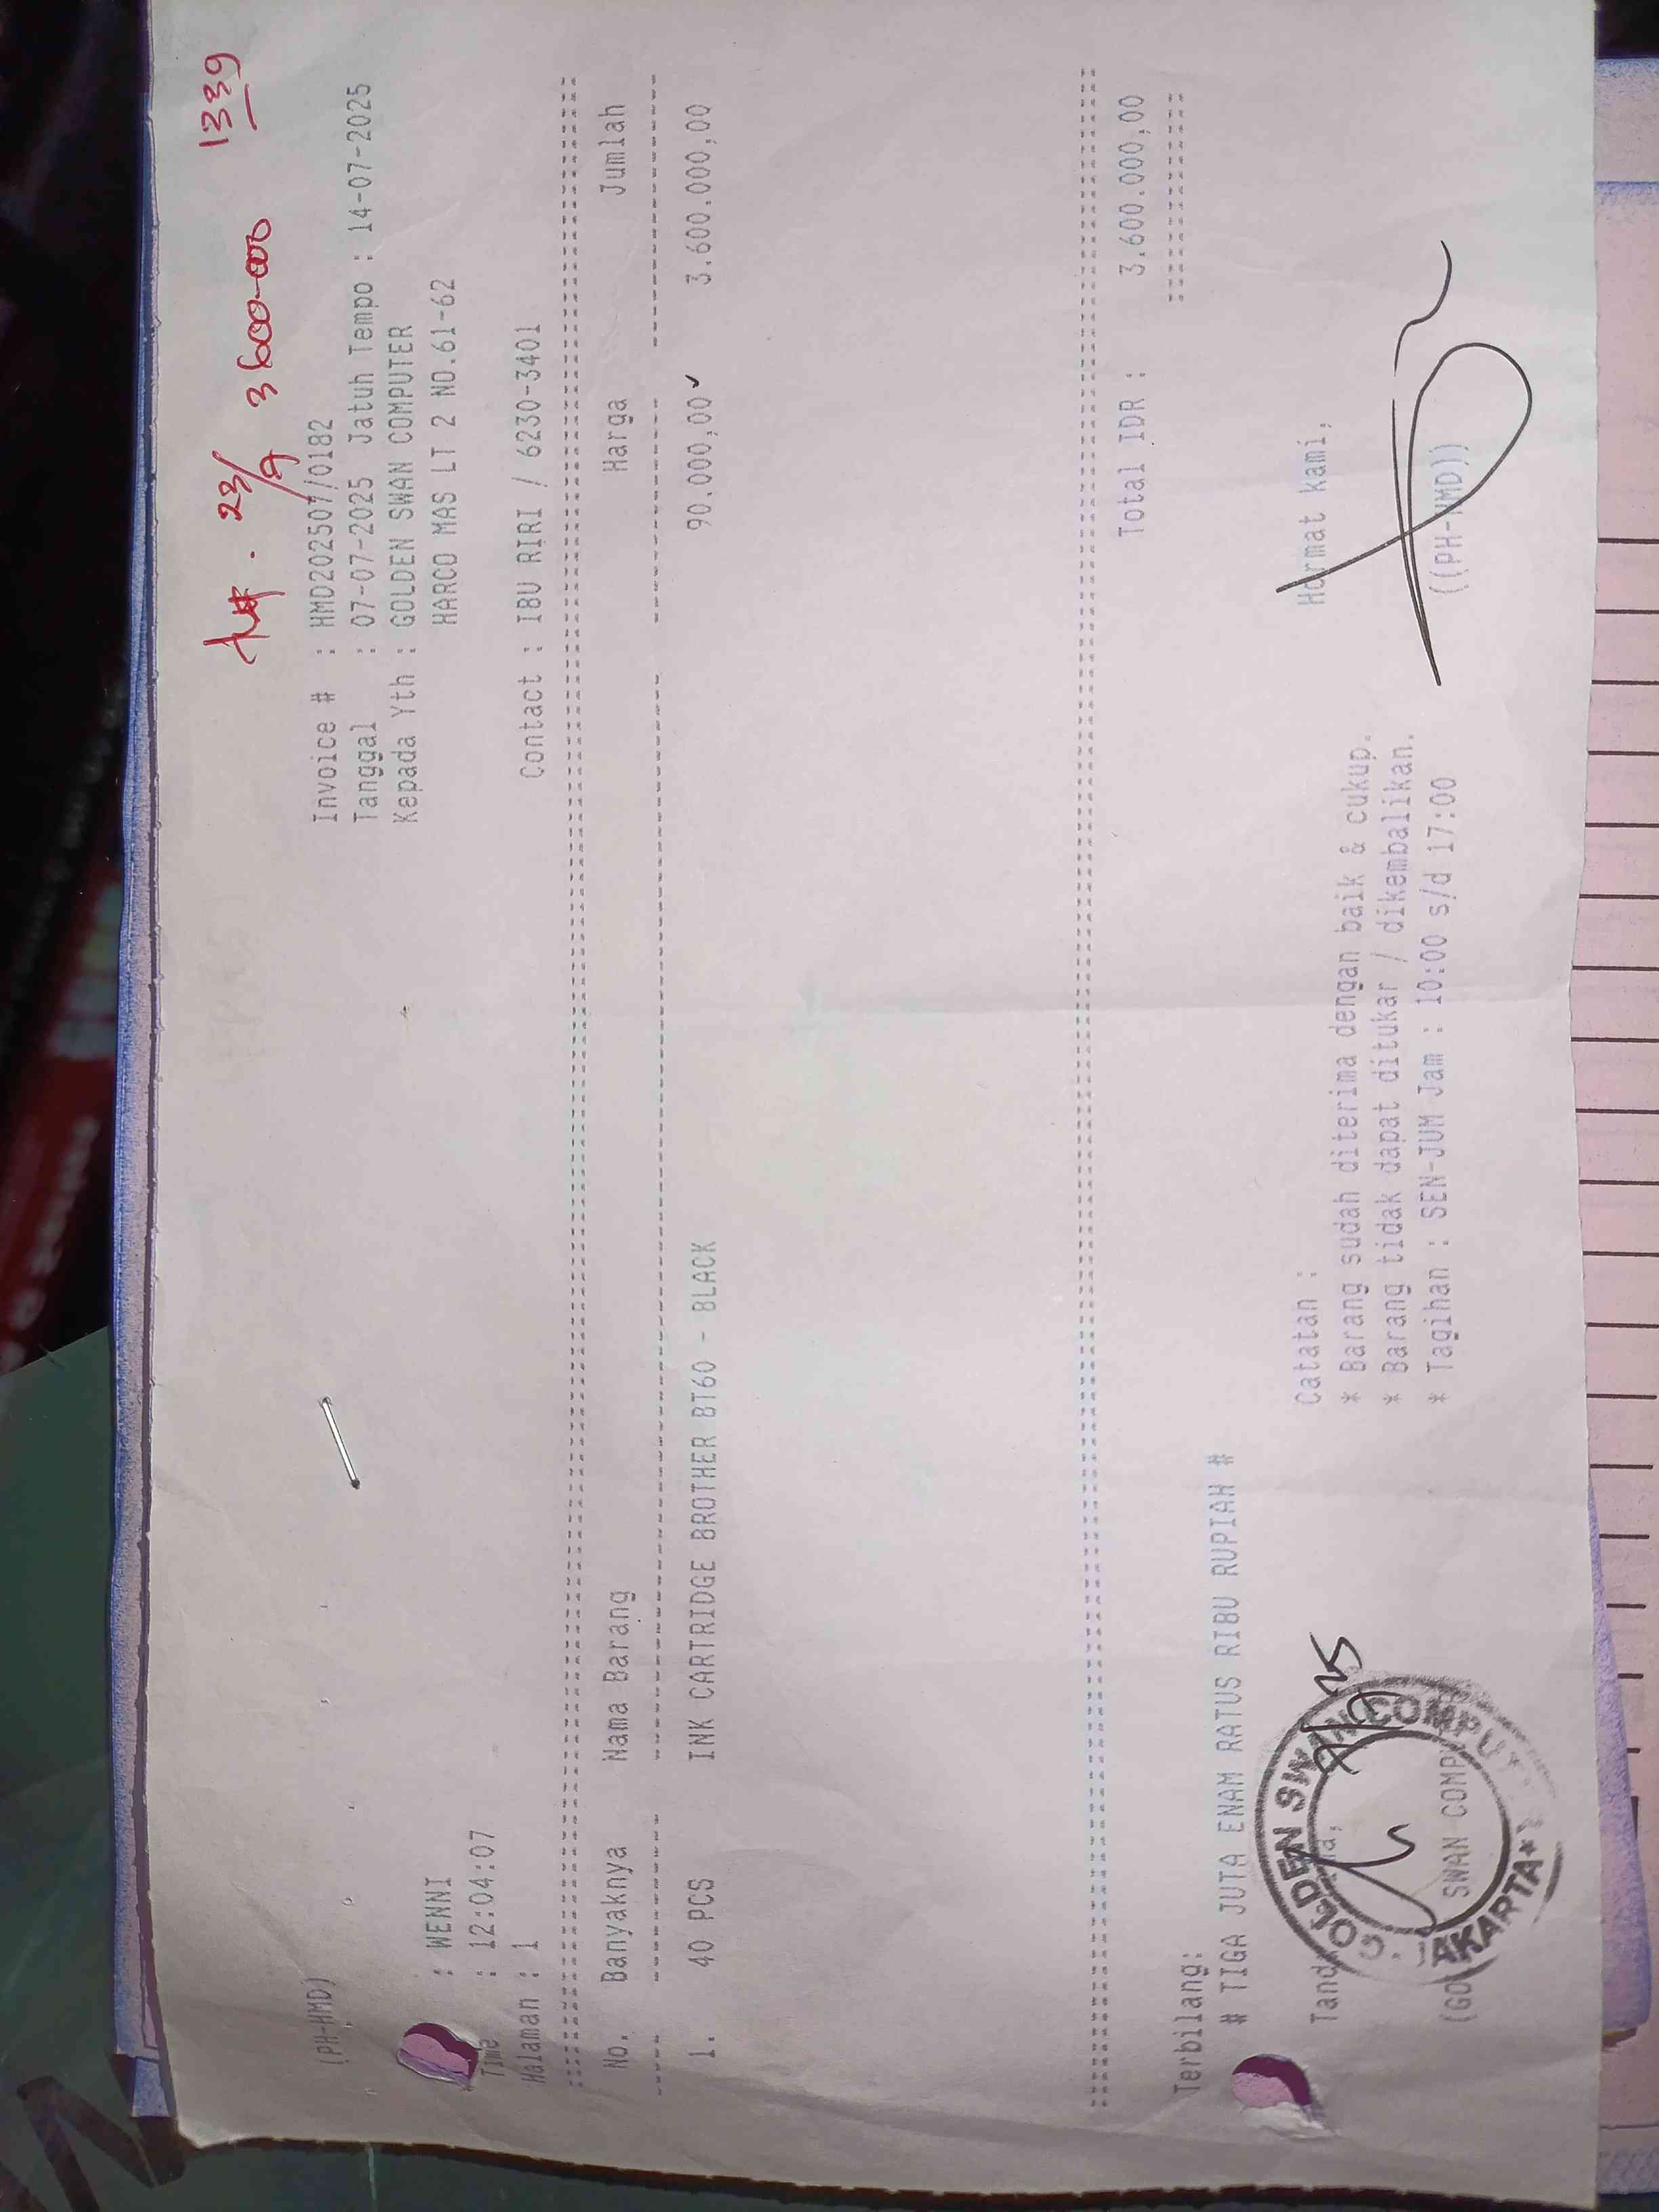 23/9 3600.000 1339
(PH-HMD)
Invoice # : HMD202507/0182
Tanggal : 07-07-2025 Jatuh Tempo : 14-07-2025
Kepada Yth : GOLDEN SWAN COMPUTER
: WENNI
HARCO MAS LT 2 NO.61-62
Time : 12:04:07
Halaman : 1
Contact : IBU RIRI / 6230-3401
No. Banyaknya Nama Barang Harga Jumlah
1. 40 PCS INK CARTRIDGE BROTHER BT60 - BLACK 90.000,00 ✓ 3.600.000,00
Total IDR : 3.600.000,00
Terbilang:
# TIGA JUTA ENAM RATUS RIBU RUPIAH #
Catatan :
Hormat kami,
* Barang sudah diterima dengan baik & cukup.
* Barang tidak dapat ditukar / dikembalikan.
* Tagihan : SEN-JUM Jam : 10:00 s/d 17:00
SWAN
((PH-HMD))
GOLDEN SWAN COMPUTER
JAKARTA